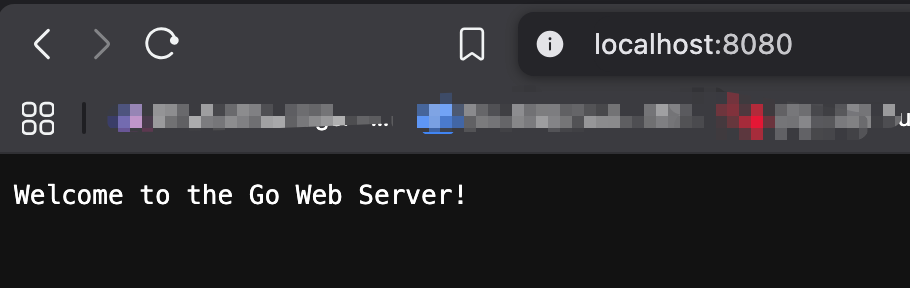 localhost:8080
Welcome to the Go Web Server!